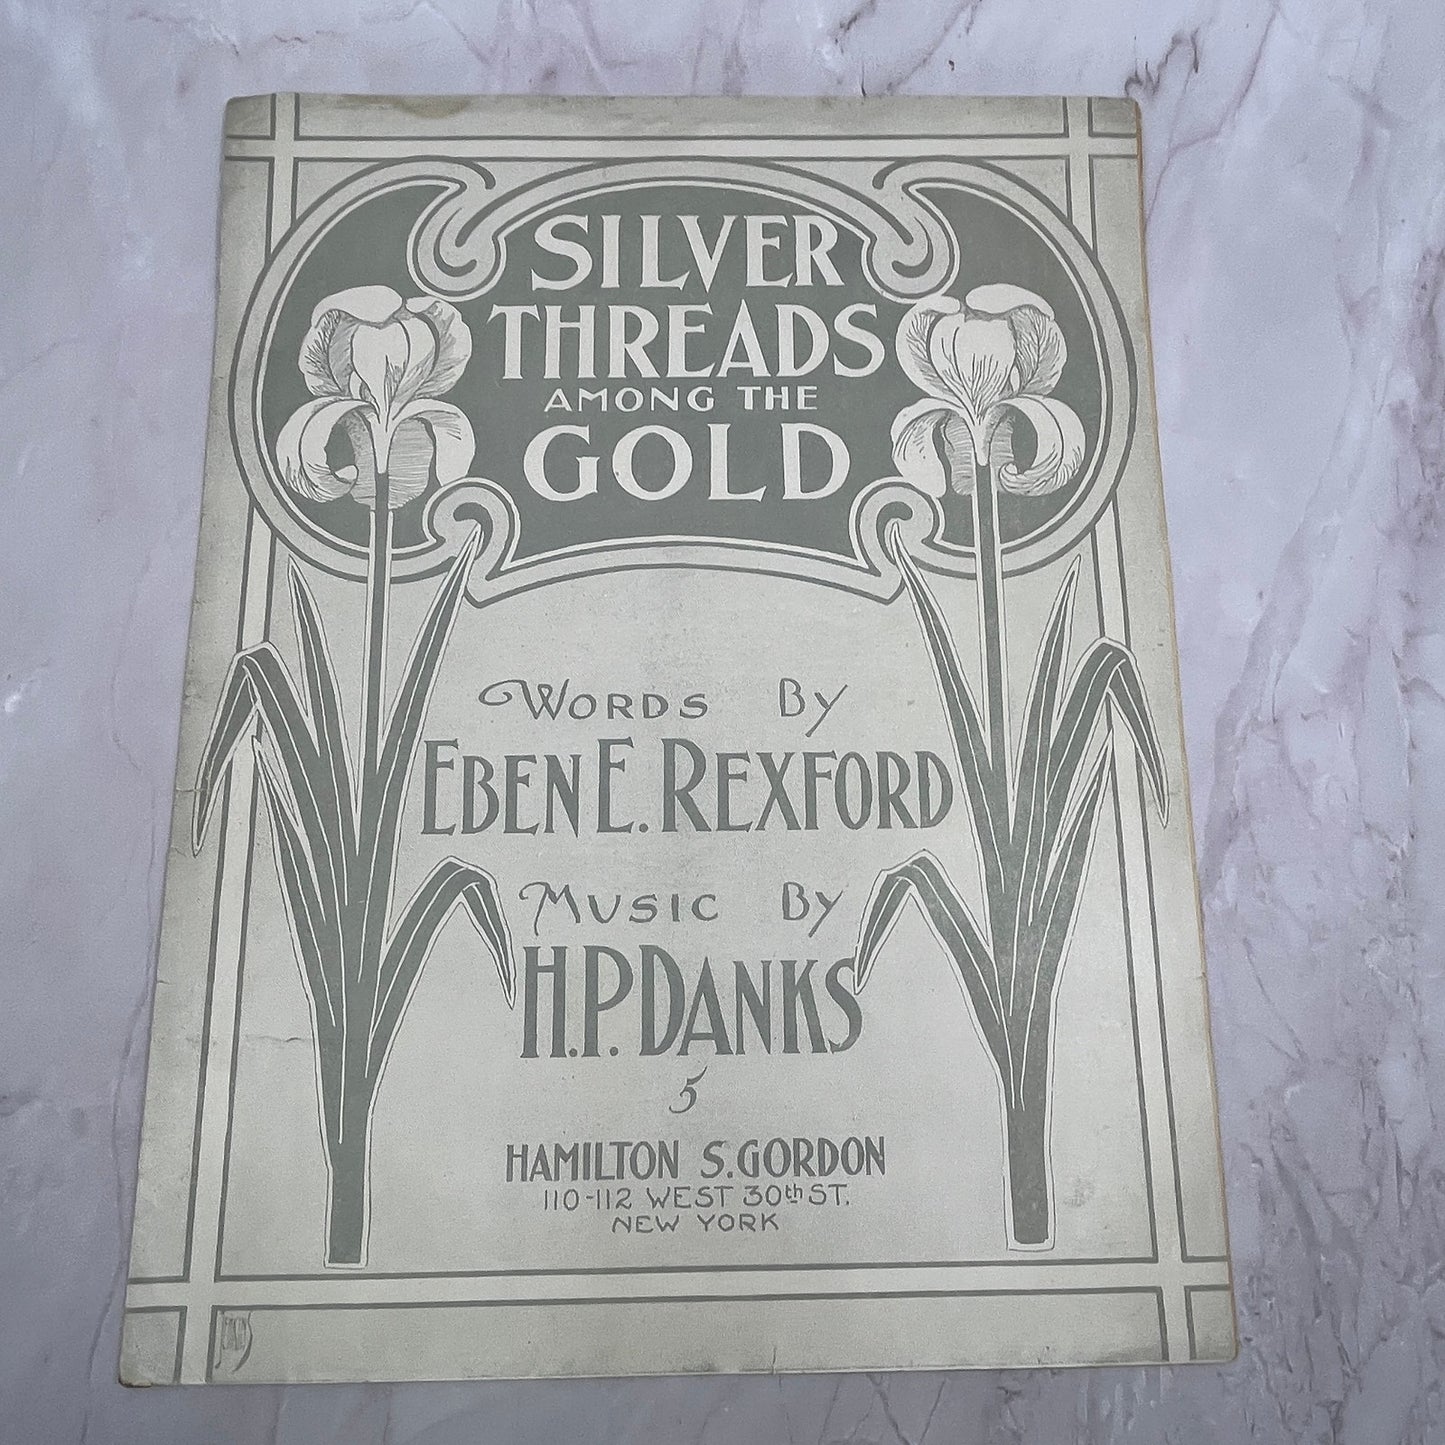 SILVER
THREADS
AMONG THE
GOLD
WORDS BY
EBEN E. REXFORD
MUSIC BY
H.P. DANKS
5
HAMILTON S. GORDON
110-112 WEST 30th ST.
NEW YORK
JENKINS